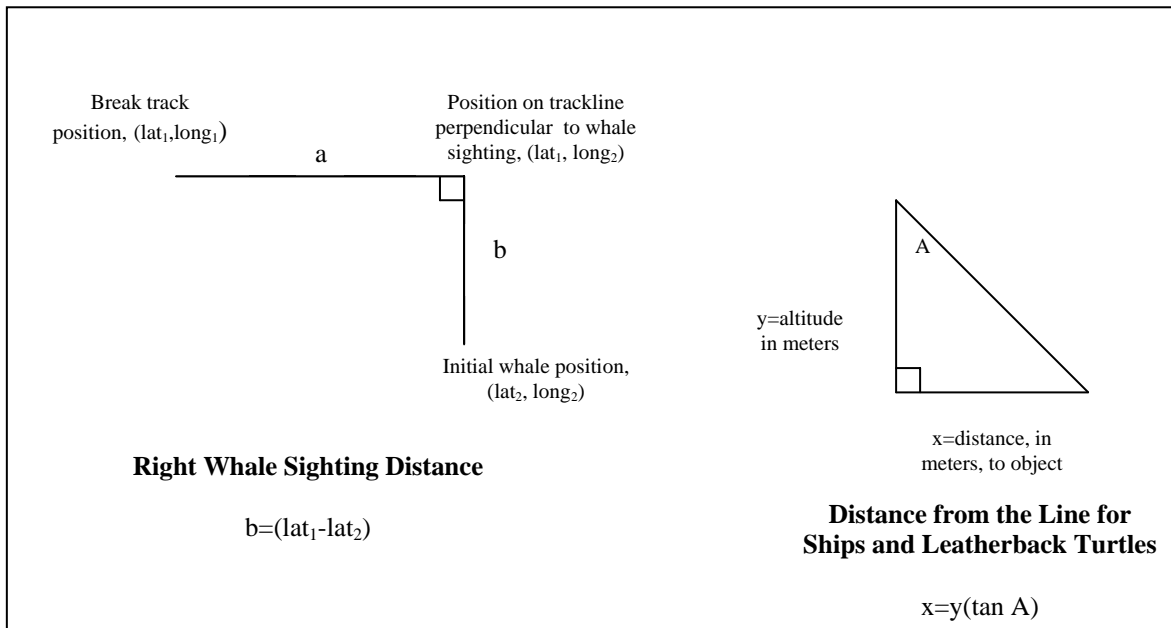 Break track
position, (lat₁,long₁)
Position on trackline
perpendicular to whale
sighting, (lat₁, long₂)
a
b
Initial whale position,
(lat₂, long₂)
Right Whale Sighting Distance
b=(lat₁-lat₂)
A
y=altitude
in meters
x=distance, in
meters, to object
Distance from the Line for
Ships and Leatherback Turtles
x=y(tan A)